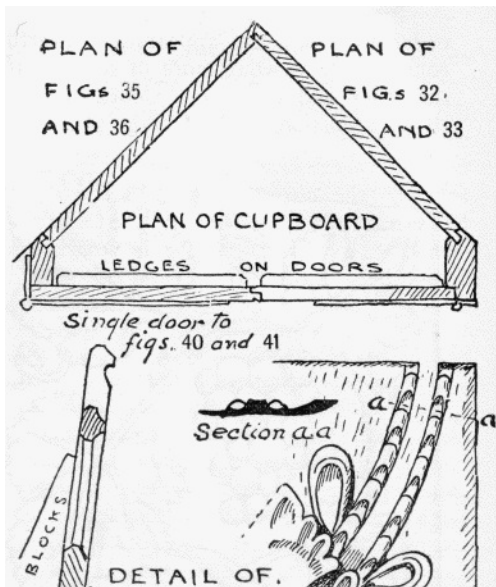 PLAN OF
FIGs 35
AND 36
PLAN OF
FIG.s 32.
AND 33
PLAN OF CUPBOARD
LEDGES ON DOORS
Single door to
figs. 40 and 41
a
a
Section aa
BLOCKS
DETAIL OF.